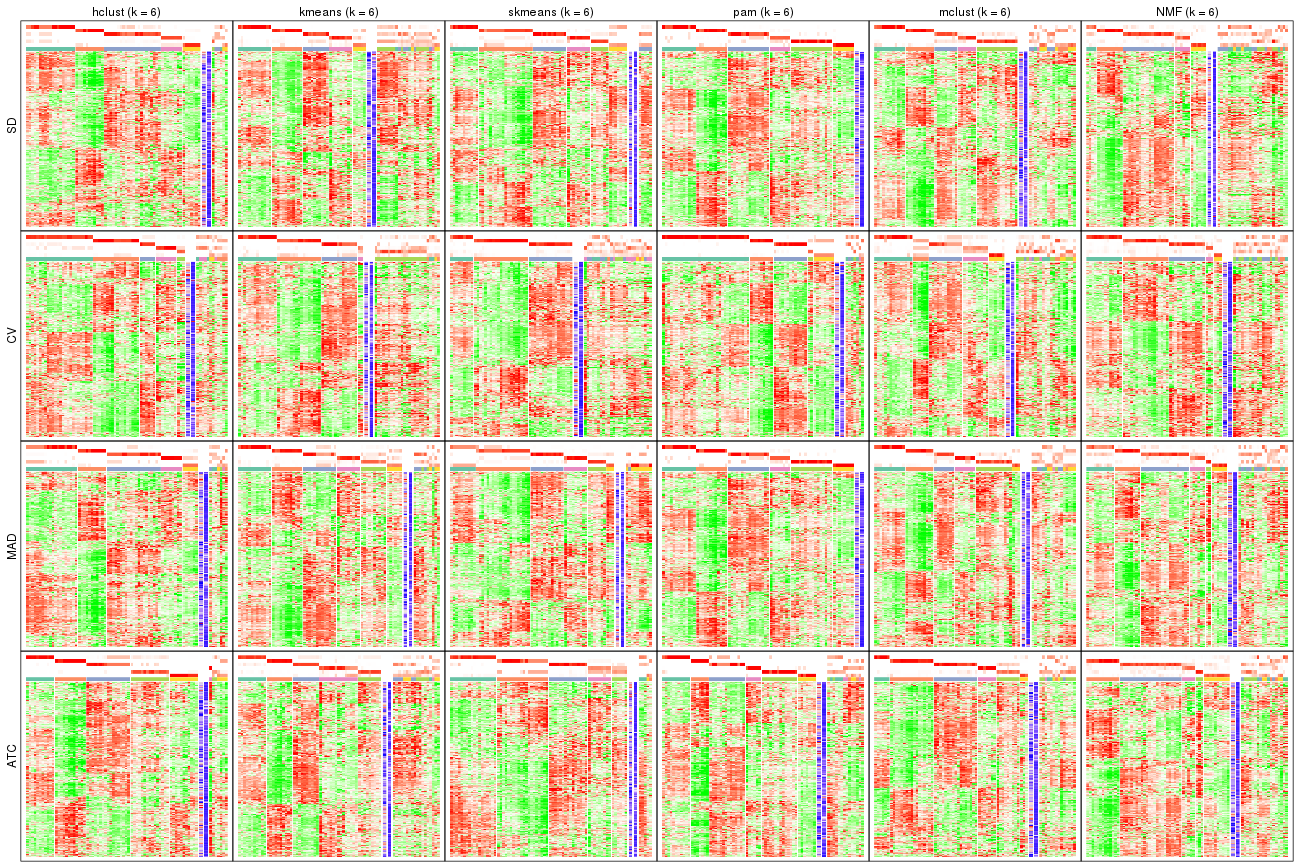 hclust (k = 6)
kmeans (k = 6)
skmeans (k = 6)
pam (k = 6)
mclust (k = 6)
NMF (k = 6)
SD
CV
MAD
ATC